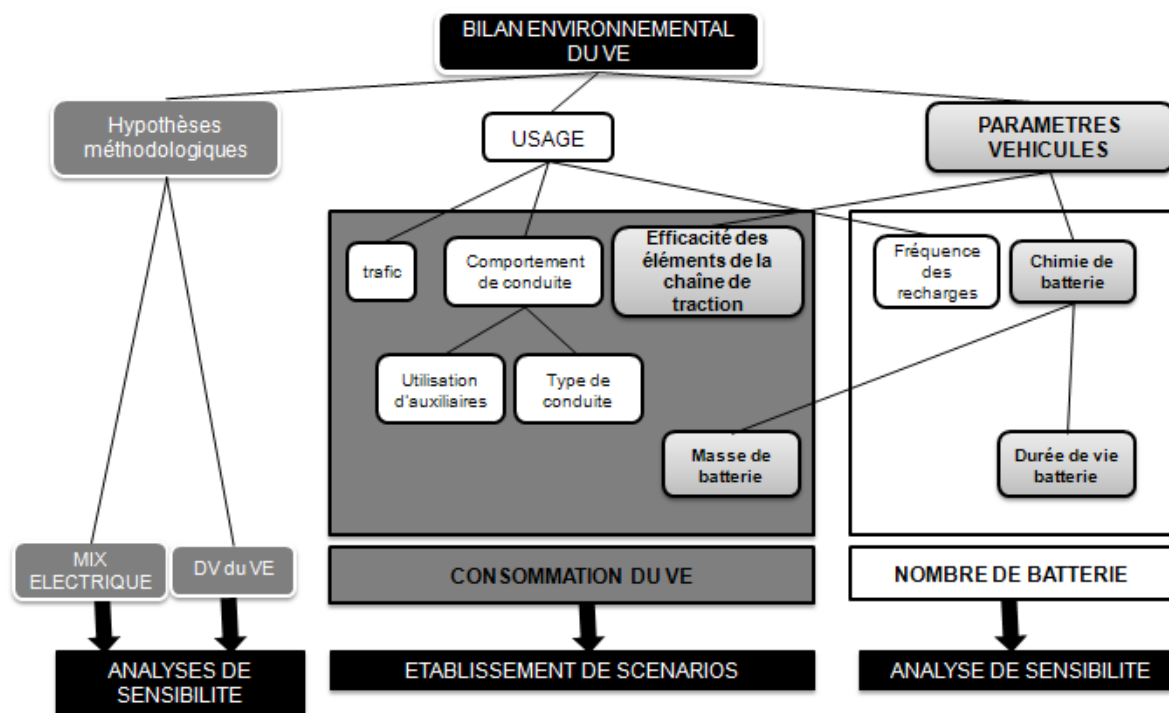 BILAN ENVIRONNEMENTAL
DU VE
Hypothèses
méthodologiques
USAGE
PARAMETRES
VEHICULES
trafic
Comportement
de conduite
Efficacité des
éléments de la
chaîne de
traction
Fréquence
des
recharges
Chimie de
batterie
Utilisation
d'auxiliaires
Type de
conduite
Masse de
batterie
Durée de vie
batterie
MIX
ELECTRIQUE
DV du VE
CONSOMMATION DU VE
NOMBRE DE BATTERIE
ANALYSES DE
SENSIBILITE
ETABLISSEMENT DE SCENARIOS
ANALYSE DE SENSIBILITE